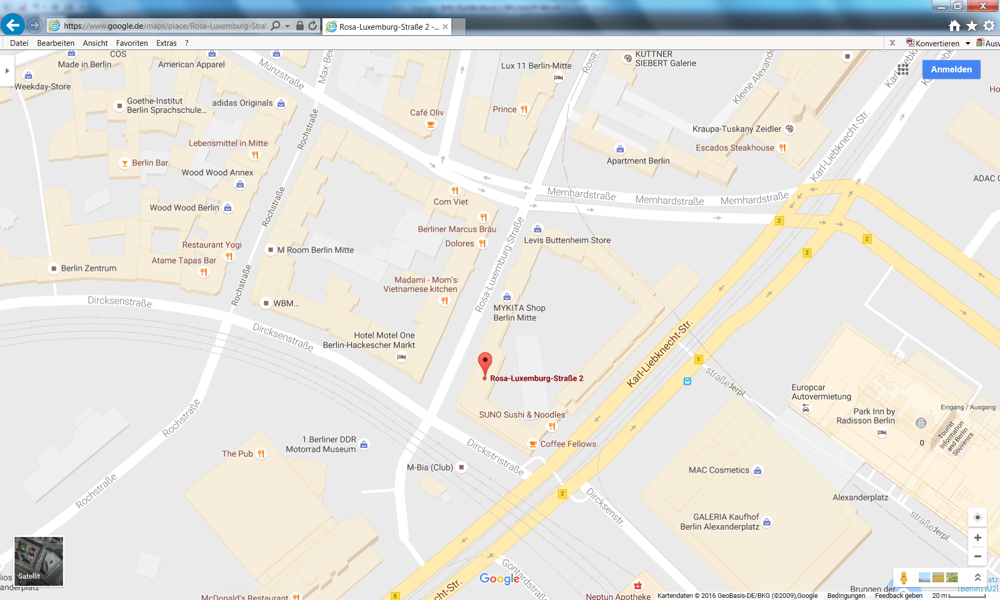 https://www.google.de/maps/place/Rosa-Luxemburg-Straß
Rosa-Luxemburg-Straße 2 -...
Datei Bearbeiten Ansicht Favoriten Extras ?
Konvertieren
Anmelden
COS
Made in Berlin
American Apparel
Münzstraße
Max-Bee
Lux 11 Berlin-Mitte
Rosa-
KUTTNER
SIEBERT Galerie
Kleine Alexander
Karl-Liebkn
Karl-Liebk
Weekday-Store
Goethe-Institut
Berlin Sprachschule...
adidas Originals
Café Oliv
Prince
Ho
Rochstraße
Kraupa-Tuskany Zeidler
Karl-Liebknecht-Str.
Lebensmittel in Mitte
Escados Steakhouse
Berlin Bar
Apartment Berlin
Wood Wood Annex
ADAC
Memhardstraße
Memhardstraße
Memhardstraße
Com Viet
Wood Wood Berlin
Rochstraße
2
Berliner Marcus Bräu
Dolores
Rosa-Luxemburg-Straße
Levis Buttenheim Store
2
2
Restaurant Yogi
M Room Berlin Mitte
Atame Tapas Bar
Berlin Zentrum
Rochstraße
Madami - Mom's
Vietnamese kitchen
Dircksenstraße
WBM...
MYKITA Shop
Berlin Mitte
Dircksenstraße
Hotel Motel One
Berlin-Hackescher Markt
Karl-Liebknecht-Str.
5
Rosa-Luxemburg-Straße 2
straße
derpl.
Europcar
Autovermietung
Park Inn by
Radisson Berlin
Eingang / Ausgang
Tourist
Information
and Berlin
Souvenirs
0
SUNO Sushi & Noodles
Rochstraße
1.Berliner DDR
Motorrad Museum
Coffee Fellows
The Pub
Dirckstnstraße
M-Bia (Club)
MAC Cosmetics
Rochstraße
2
Dircksenstr.
Alexanderplatz
GALERIA Kaufhof
Berlin Alexanderplatz
straße
derpl.
Satellit
Google
Gontardstraß
5
cht-Str.
McDonald's Restaurant
Neptun Apotheke
Brunnen der
atz
(Berlin) [U2]
Kartendaten © 2016 GeoBasis-DE/BKG (©2009),Google Bedingungen Feedback geben 20 m